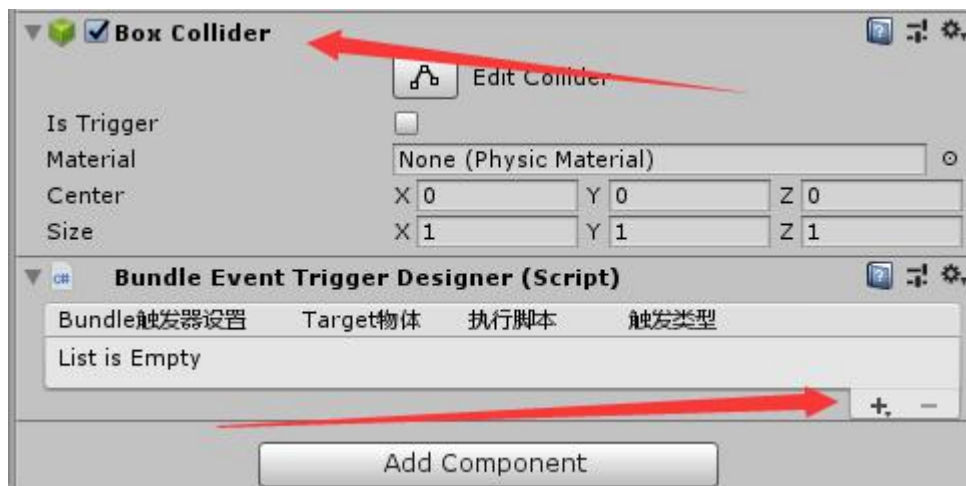 Box Collider
Edit Collider
Is Trigger
Material None (Physic Material)
Center X 0 Y 0 Z 0
Size X 1 Y 1 Z 1
c# Bundle Event Trigger Designer (Script)
Bundle触发器设置 Target物体 执行脚本 触发类型
List is Empty
Add Component